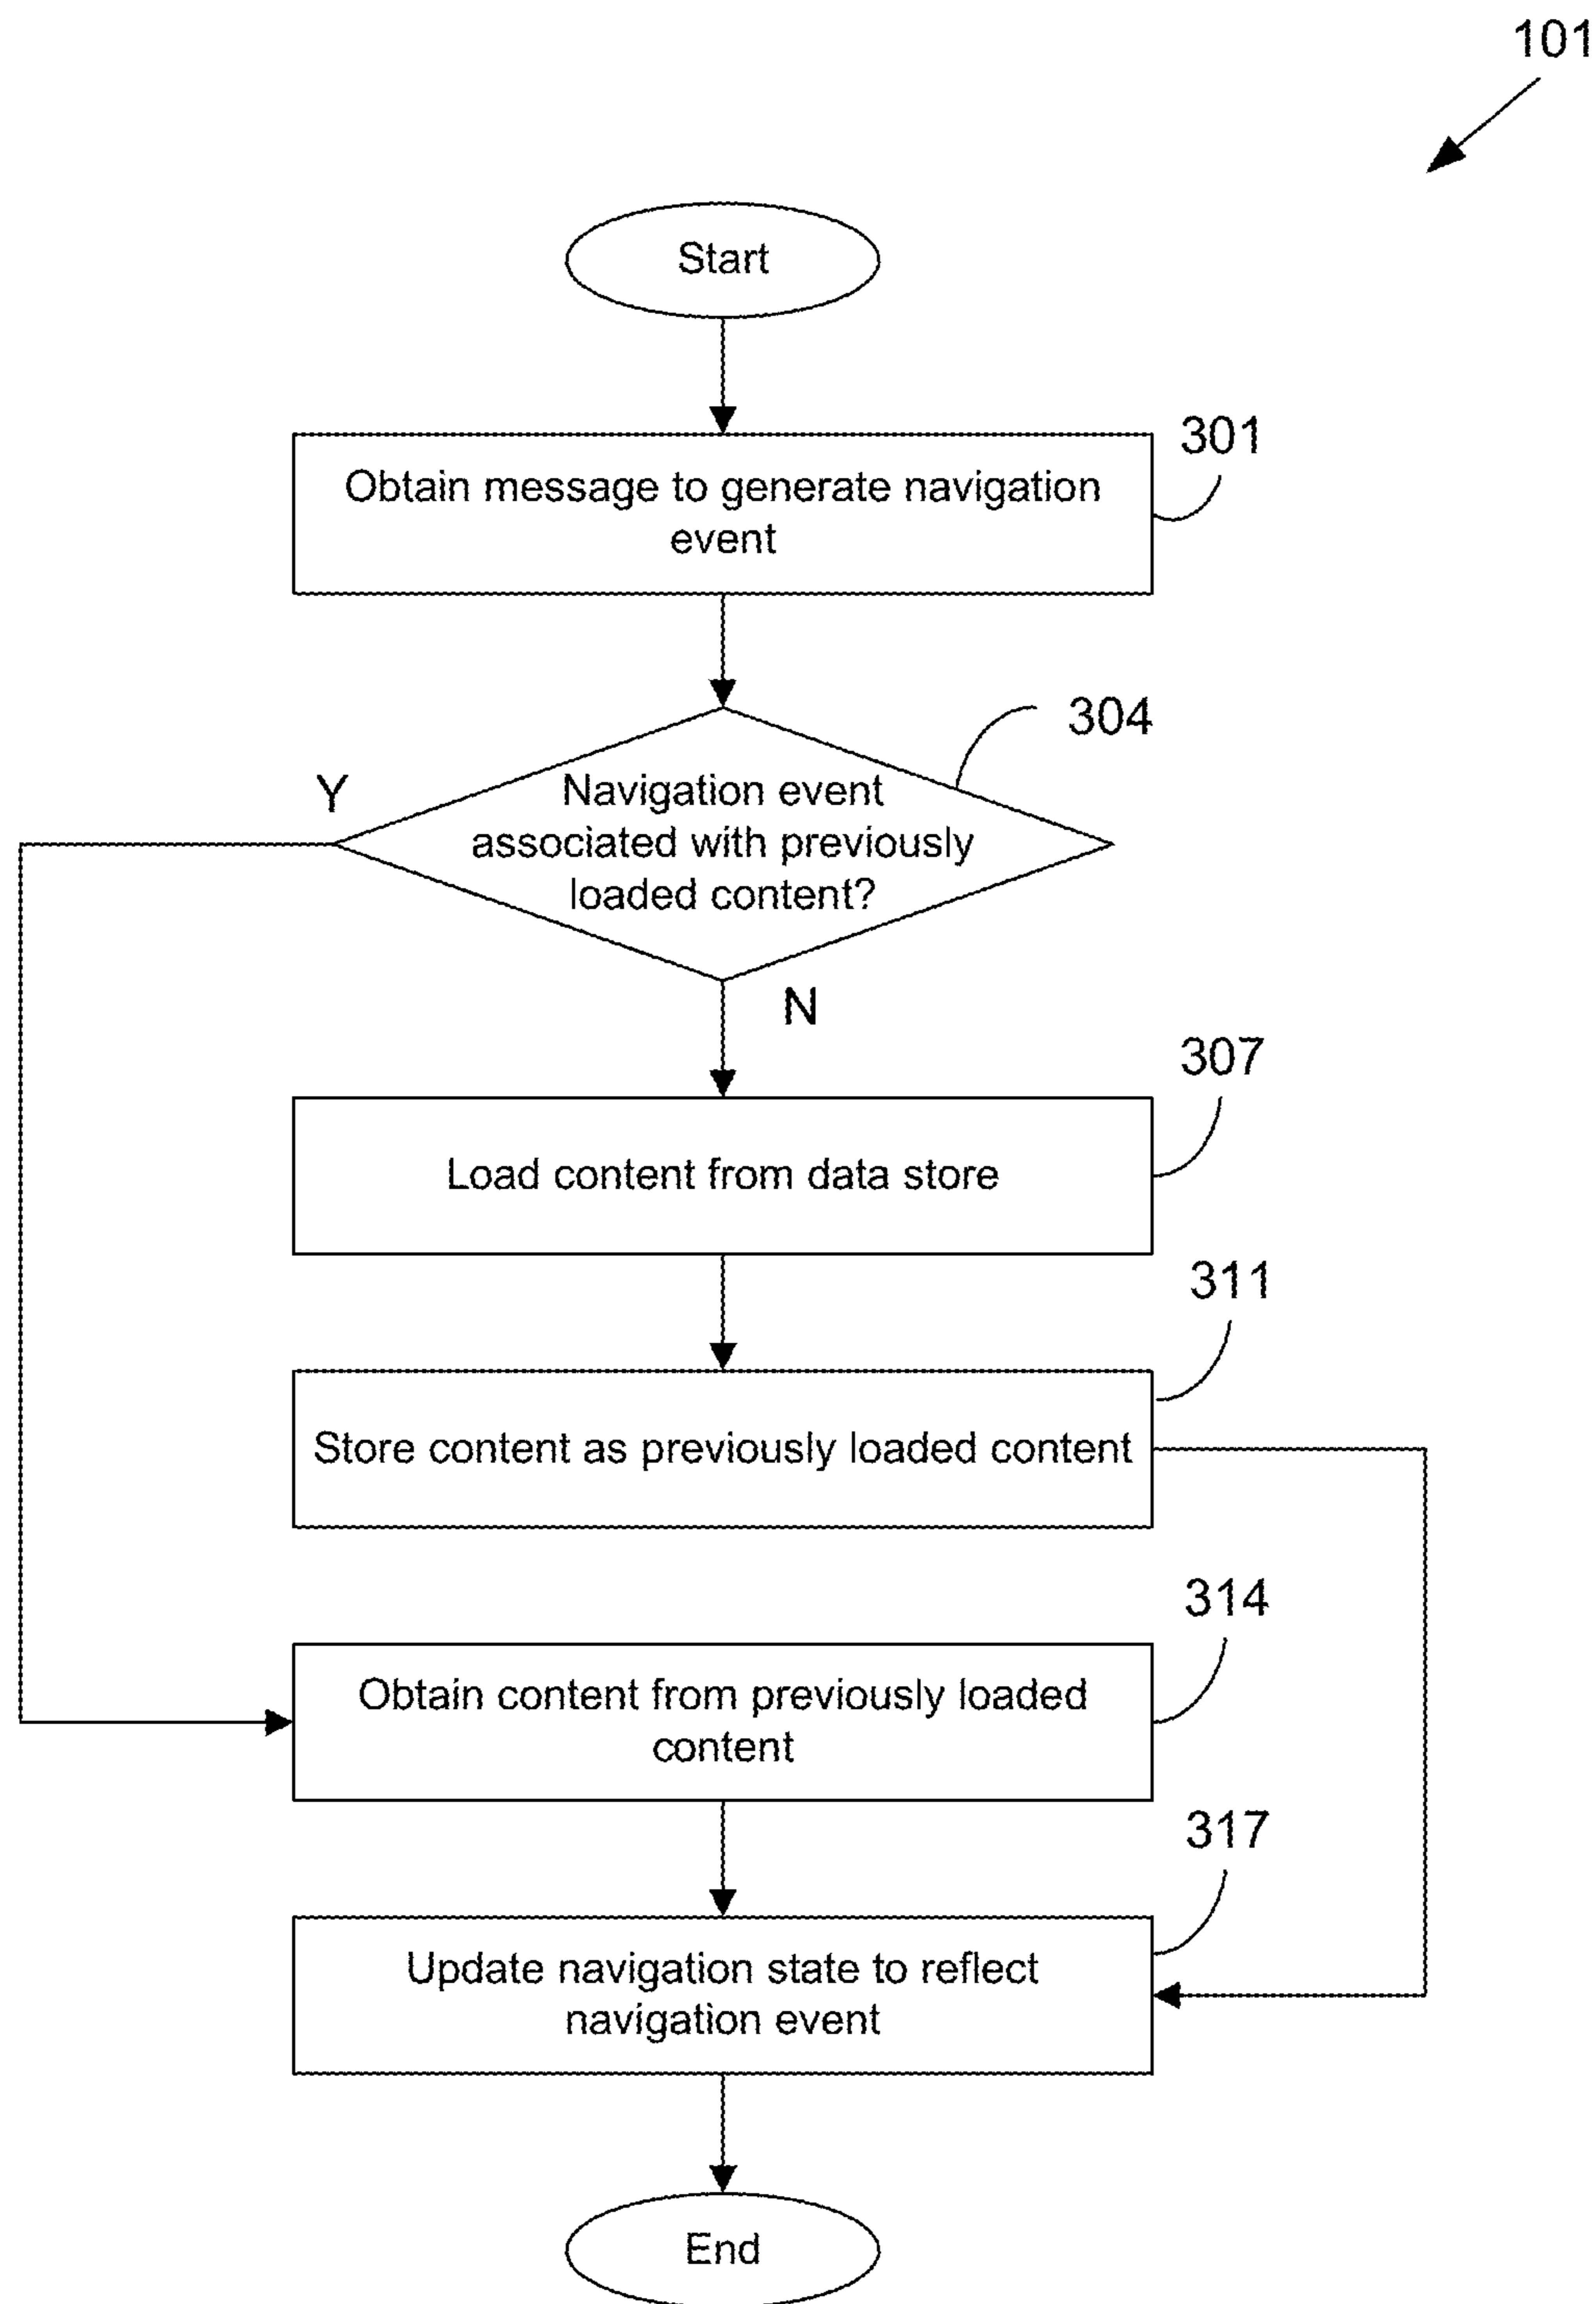 101
Start
Obtain message to generate navigation
event
301
304
Y
Navigation event
associated with previously
loaded content?
N
307
Load content from data store
311
Store content as previously loaded content
314
Obtain content from previously loaded
content
317
Update navigation state to reflect
navigation event
End